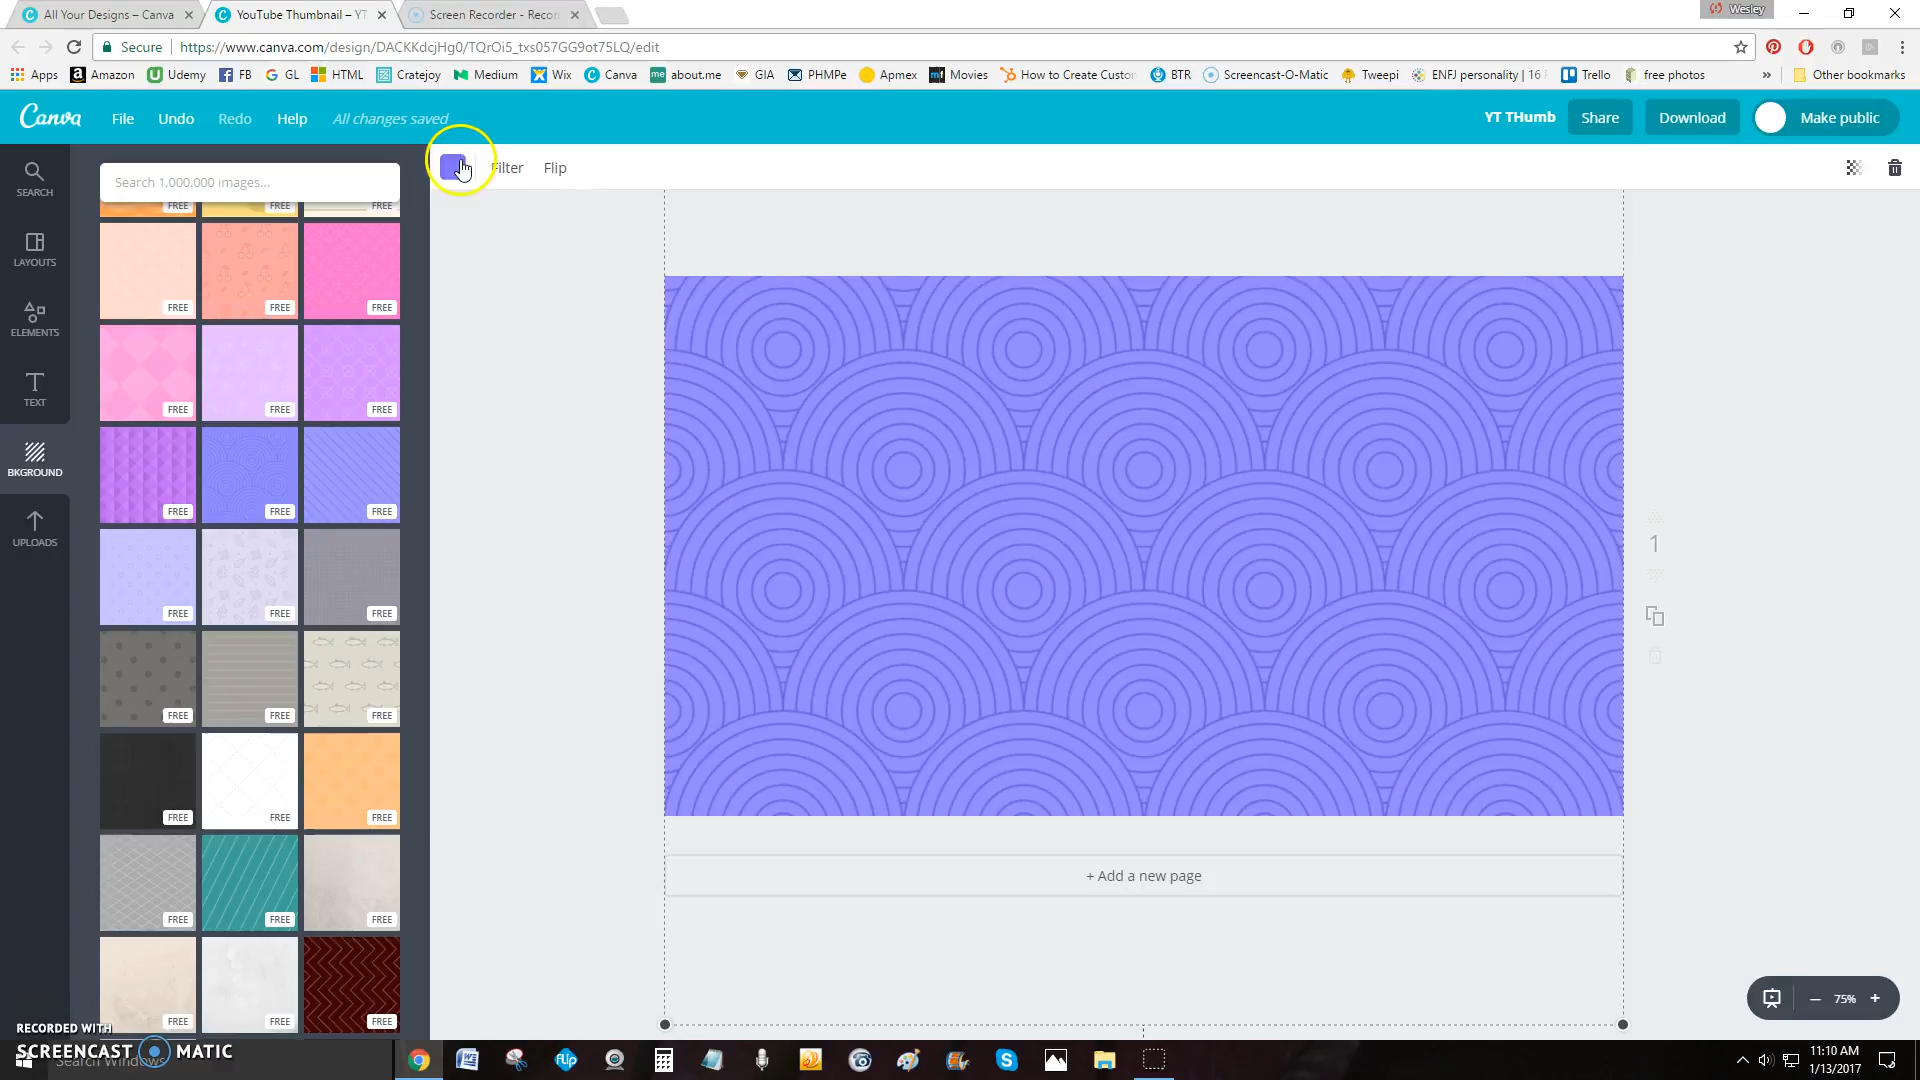 All Your Designs – Canva
YouTube Thumbnail – YT
Screen Recorder - Recor
Wesley
Secure
https://www.canva.com/design/DACKKdcjHg0/TQrOi5_txs057GG9ot75LQ/edit
Apps Amazon Udemy FB GL HTML Cratejoy Medium Wix Canva about.me GIA PHMPe Apmex Movies How to Create Custo BTR Screencast-O-Matic Tweepi ENFJ personality | 16 Trello free photos » Other bookmarks
Canva File Undo Redo Help All changes saved YT THumb Share Download Make public
Filter Flip
Search 1,000,000 images...
SEARCH
LAYOUTS
ELEMENTS
TEXT
BKGROUND
UPLOADS
FREE FREE FREE
FREE FREE FREE
FREE FREE FREE
FREE FREE FREE
FREE FREE FREE
FREE FREE FREE
FREE FREE FREE
FREE FREE FREE
FREE FREE FREE
1
+ Add a new page
75%
RECORDED WITH
SCREENCAST MATIC
Search Windows
11:10 AM
1/13/2017